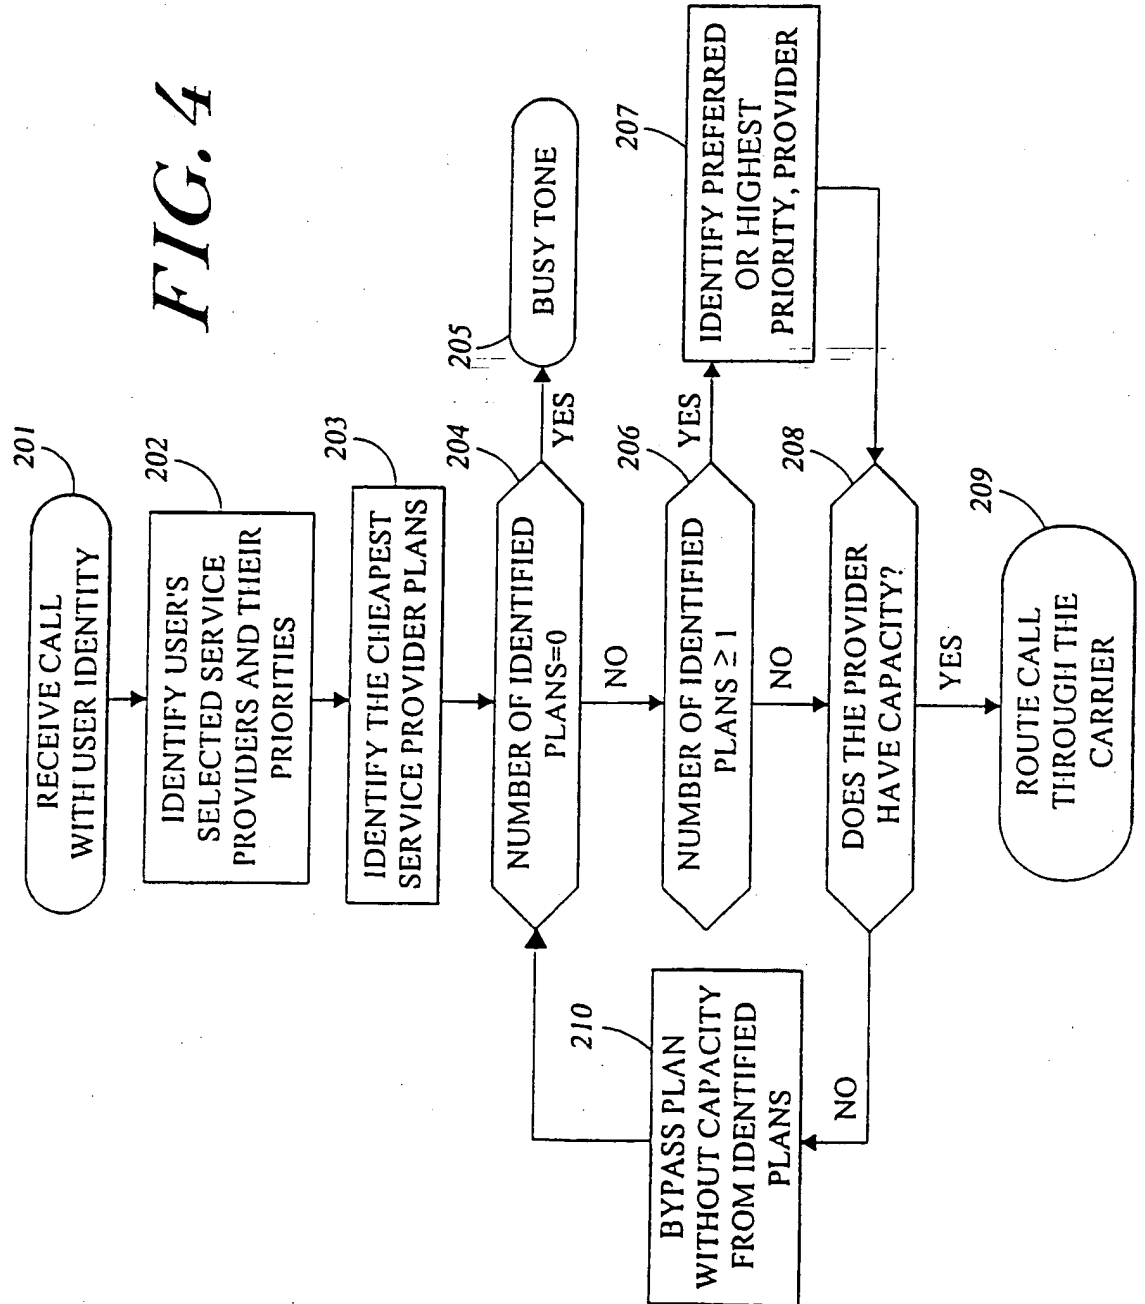 FIG. 4
201
RECEIVE CALL
WITH USER IDENTITY
202
IDENTIFY USER'S
SELECTED SERVICE
PROVIDERS AND THEIR
PRIORITIES
203
IDENTIFY THE CHEAPEST
SERVICE PROVIDER PLANS
204
NUMBER OF IDENTIFIED
PLANS=0
YES
205
BUSY TONE
NO
206
NUMBER OF IDENTIFIED
PLANS ≥ 1
YES
207
IDENTIFY PREFERRED
OR HIGHEST
PRIORITY, PROVIDER
NO
208
DOES THE PROVIDER
HAVE CAPACITY?
YES
209
ROUTE CALL
THROUGH THE
CARRIER
NO
210
BYPASS PLAN
WITHOUT CAPACITY
FROM IDENTIFIED
PLANS